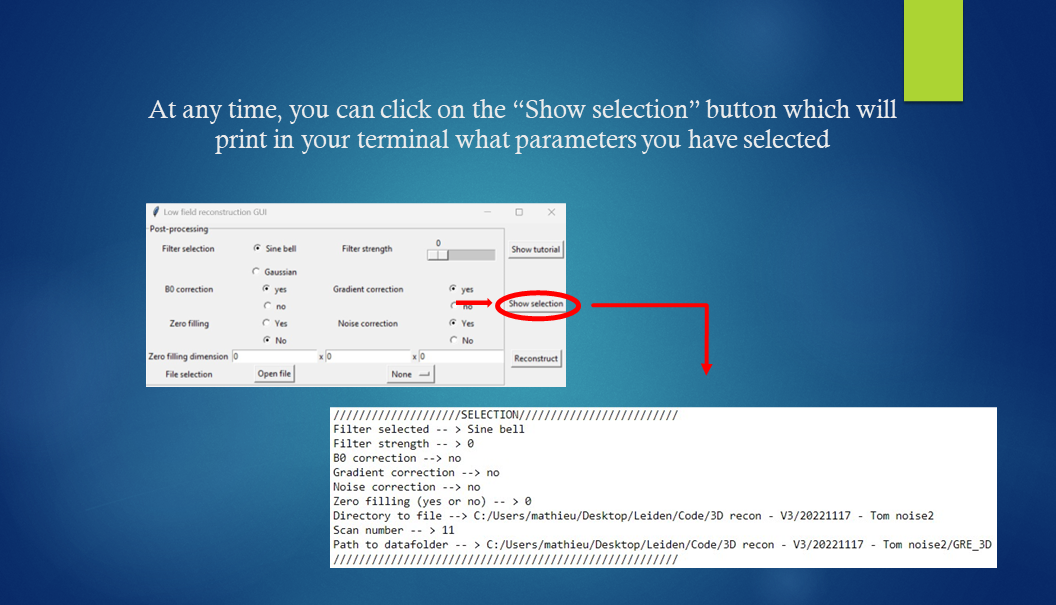 At any time, you can click on the “Show selection” button which will
print in your terminal what parameters you have selected
Low field reconstruction GUI
Post-processing
Filter selection Sine bell Filter strength 0 Show tutorial
Gaussian
B0 correction yes Gradient correction yes
no no Show selection
Zero filling Yes Noise correction Yes
No No
Zero filling dimension 0 x 0 x 0 Reconstruct
File selection Open file None
////////////////////SELECTION/////////////////////////
Filter selected -- > Sine bell
Filter strength -- > 0
B0 correction --> no
Gradient correction --> no
Noise correction --> no
Zero filling (yes or no) -- > 0
Directory to file --> C:/Users/mathieu/Desktop/Leiden/Code/3D recon - V3/20221117 - Tom noise2
Scan number -- > 11
Path to datafolder -- > C:/Users/mathieu/Desktop/Leiden/Code/3D recon - V3/20221117 - Tom noise2/GRE_3D
//////////////////////////////////////////////////////